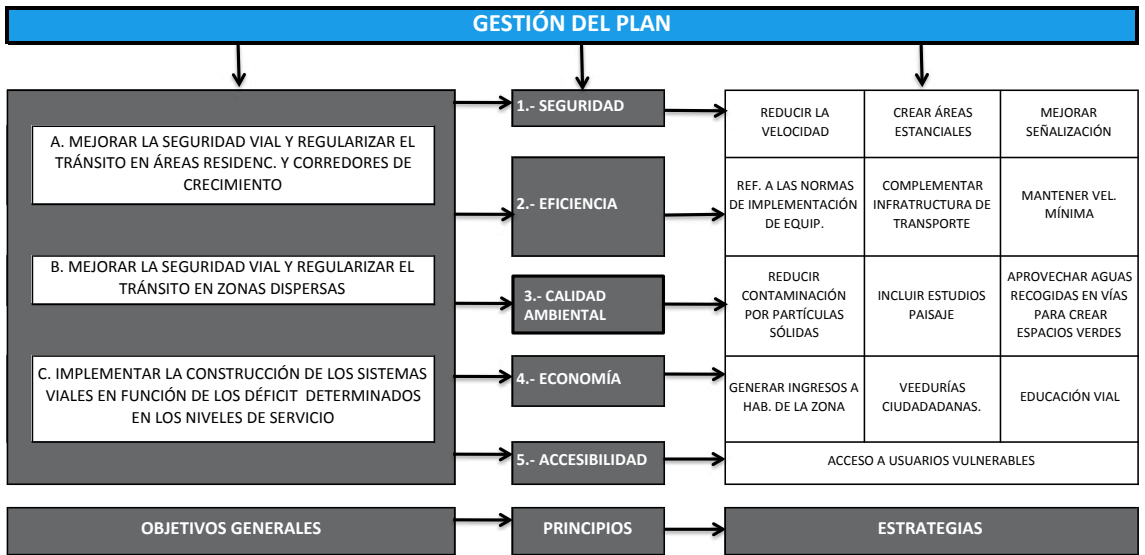 GESTIÓN DEL PLAN
A. MEJORAR LA SEGURIDAD VIAL Y REGULARIZAR EL
TRÁNSITO EN ÁREAS RESIDENC. Y CORREDORES DE
CRECIMIENTO
B. MEJORAR LA SEGURIDAD VIAL Y REGULARIZAR EL
TRÁNSITO EN ZONAS DISPERSAS
C. IMPLEMENTAR LA CONSTRUCCIÓN DE LOS SISTEMAS
VIALES EN FUNCIÓN DE LOS DÉFICIT DETERMINADOS
EN LOS NIVELES DE SERVICIO
1.- SEGURIDAD
2.- EFICIENCIA
3.- CALIDAD
AMBIENTAL
4.- ECONOMÍA
5.- ACCESIBILIDAD
REDUCIR LA
VELOCIDAD
CREAR ÁREAS
ESTANCIALES
MEJORAR
SEÑALIZACIÓN
REF. A LAS NORMAS
DE IMPLEMENTACIÓN
DE EQUIP.
COMPLEMENTAR
INFRATRUCTURA DE
TRANSPORTE
MANTENER VEL.
MÍNIMA
REDUCIR
CONTAMINACIÓN
POR PARTÍCULAS
SÓLIDAS
INCLUIR ESTUDIOS
PAISAJE
APROVECHAR AGUAS
RECOGIDAS EN VÍAS
PARA CREAR
ESPACIOS VERDES
GENERAR INGRESOS A
HAB. DE LA ZONA
VEEDURÍAS
CIUDADADANAS.
EDUCACIÓN VIAL
ACCESO A USUARIOS VULNERABLES
OBJETIVOS GENERALES
PRINCIPIOS
ESTRATEGIAS